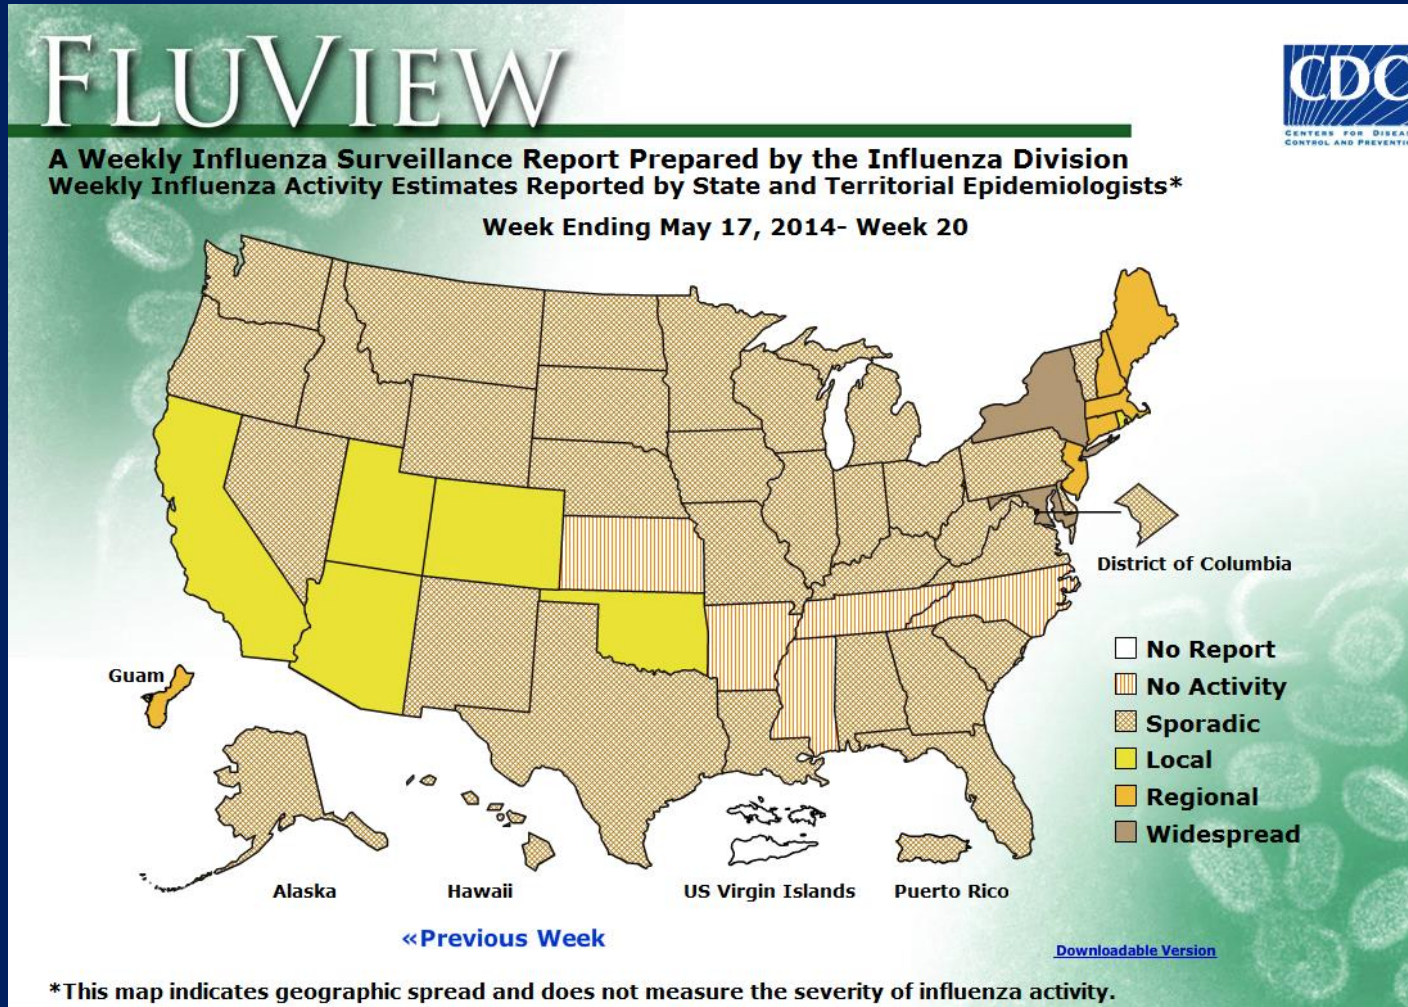 FLUVIEW
CDC
CENTERS FOR DISEAS
CONTROL AND PREVENTIO
A Weekly Influenza Surveillance Report Prepared by the Influenza Division
Weekly Influenza Activity Estimates Reported by State and Territorial Epidemiologists*
Week Ending May 17, 2014- Week 20
District of Columbia
Guam
No Report
No Activity
Sporadic
Local
Regional
Widespread
Alaska
Hawaii
US Virgin Islands
Puerto Rico
«Previous Week
Downloadable Version
*This map indicates geographic spread and does not measure the severity of influenza activity.